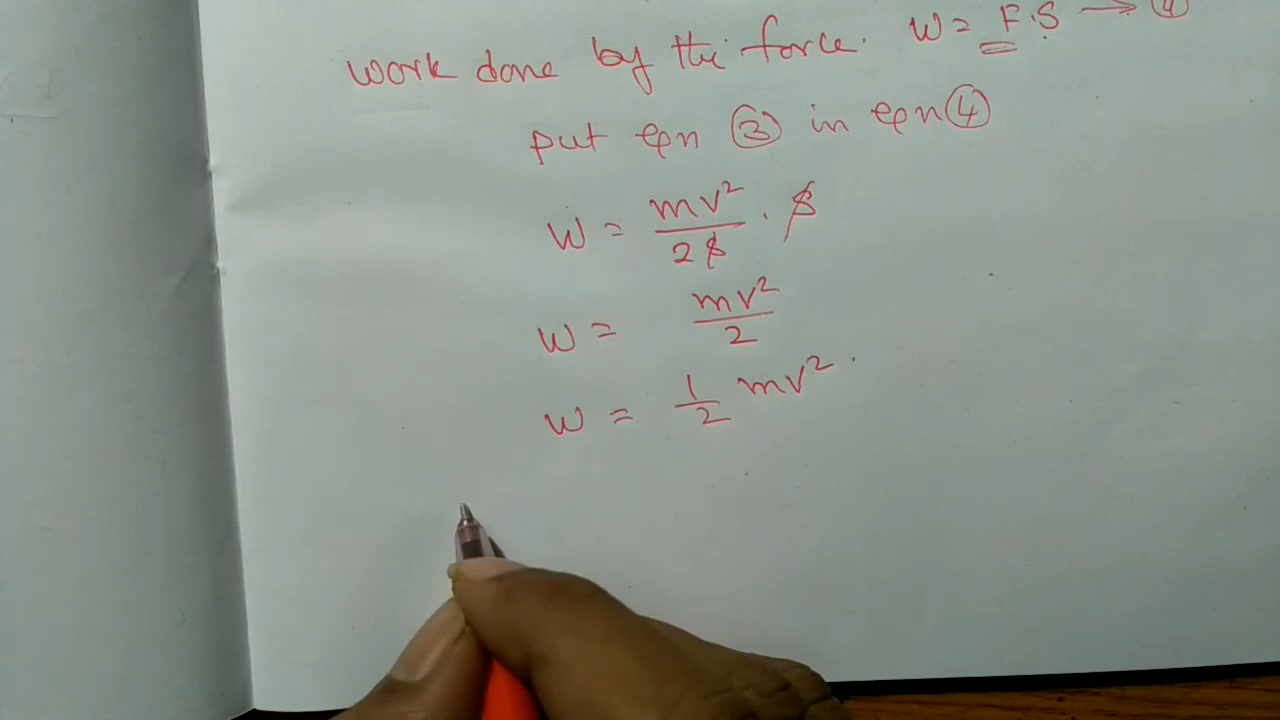 work done by the force. W = F.S → ④
put eqn ③ in eqn ④
W = mv²/2s . s
W = mv²/2
W = 1/2 mv²